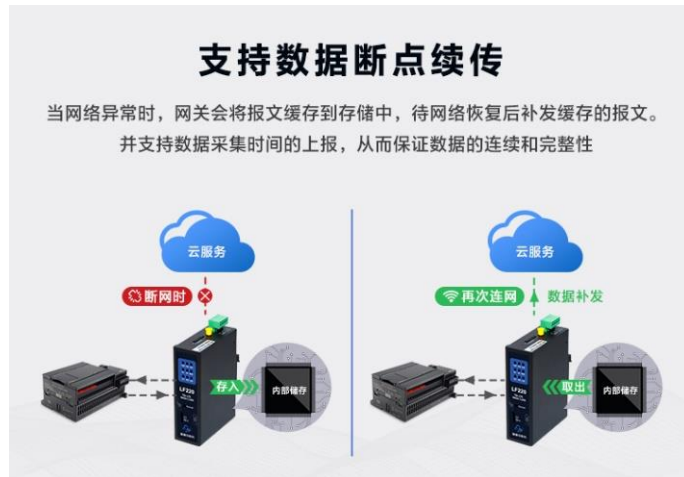 支持数据断点续传
当网络异常时，网关会将报文缓存到存储中，待网络恢复后补发缓存的报文。
并支持数据采集时间的上报，从而保证数据的连续和完整性
云服务
断网时
LF220
存入
内部储存
云服务
再次连网
数据补发
LF220
取出
内部储存